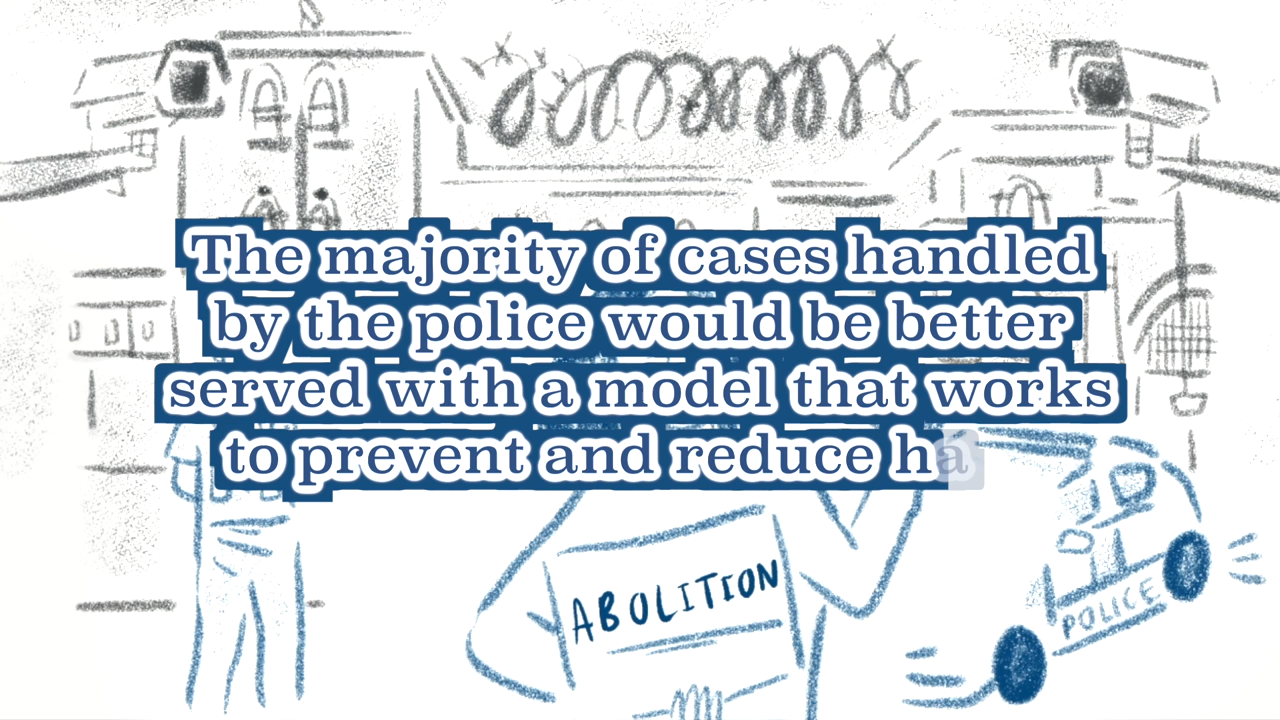 The majority of cases handled
by the police would be better
served with a model that works
to prevent and reduce ha
ABOLITION
POLICE